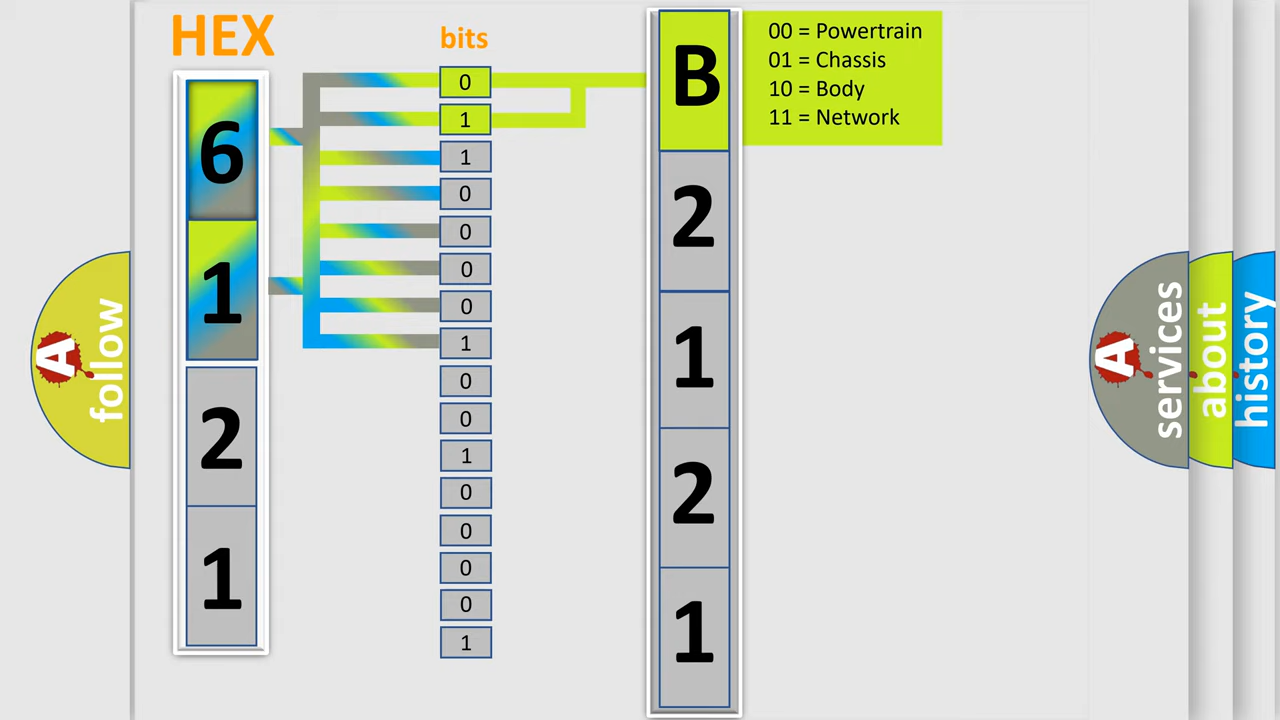 HEX
bits
6
1
2
1
0
1
1
0
0
0
0
1
0
0
1
0
0
0
0
1
B
2
1
2
1
00 = Powertrain
01 = Chassis
10 = Body
11 = Network
A
follow
A
services
about
history